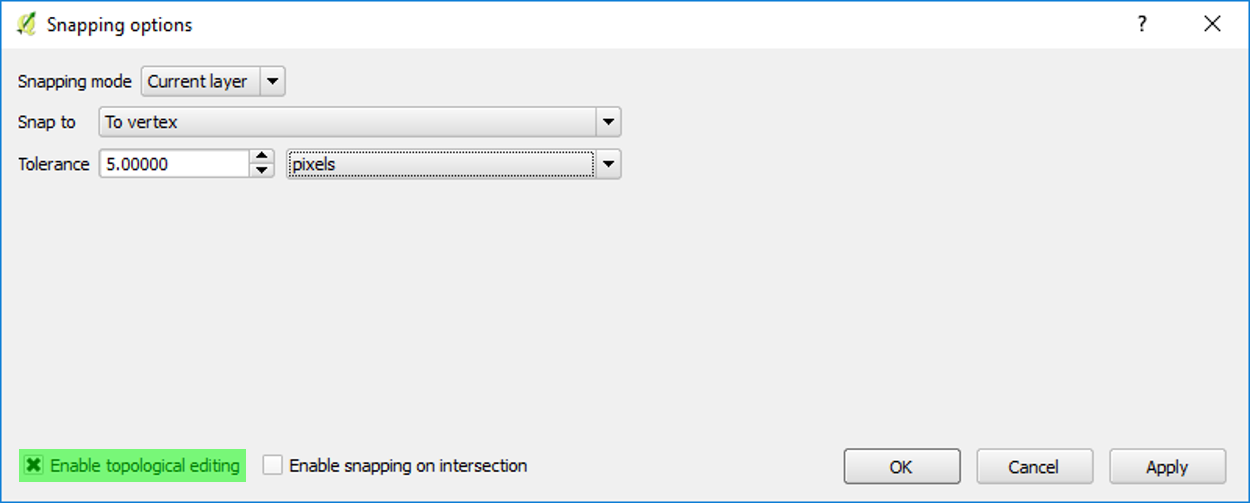 Snapping options ?
Snapping mode Current layer
Snap to To vertex
Tolerance 5.00000 pixels
Enable topological editing Enable snapping on intersection OK Cancel Apply